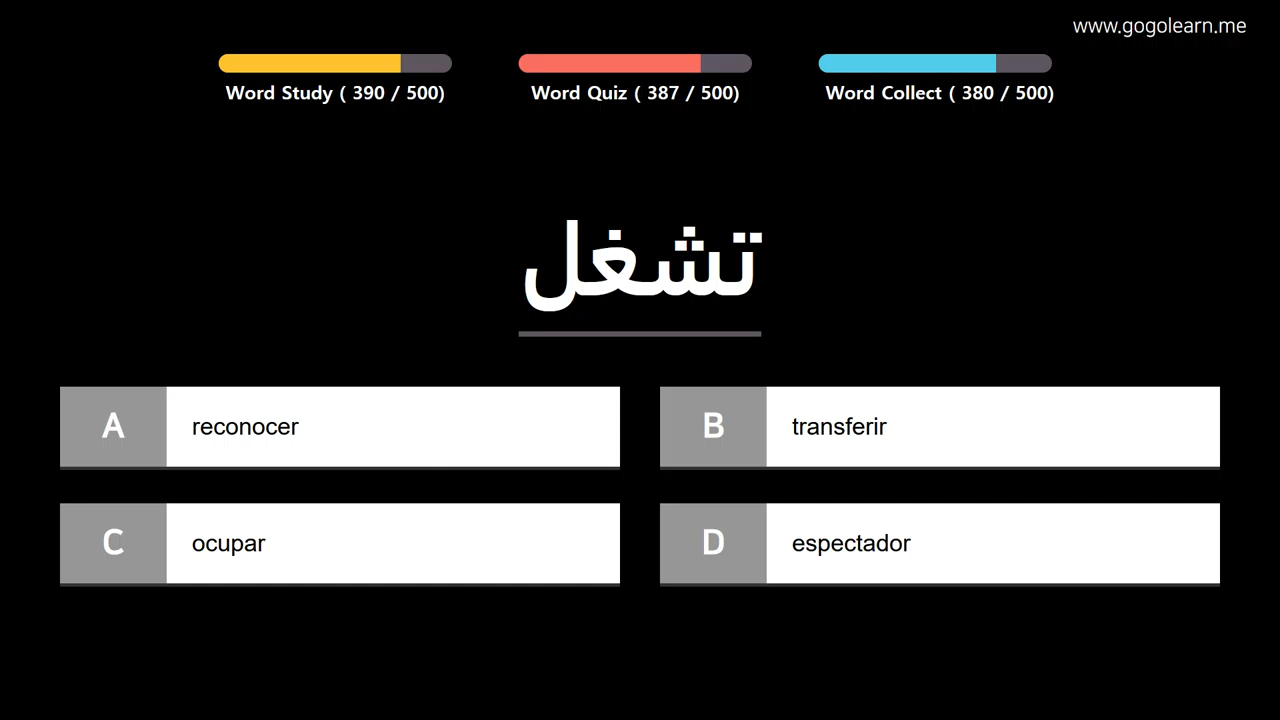 www.gogolearn.me
Word Study ( 390 / 500)
Word Quiz ( 387 / 500)
Word Collect ( 380 / 500)
تشغل
A reconocer
B transferir
C ocupar
D espectador